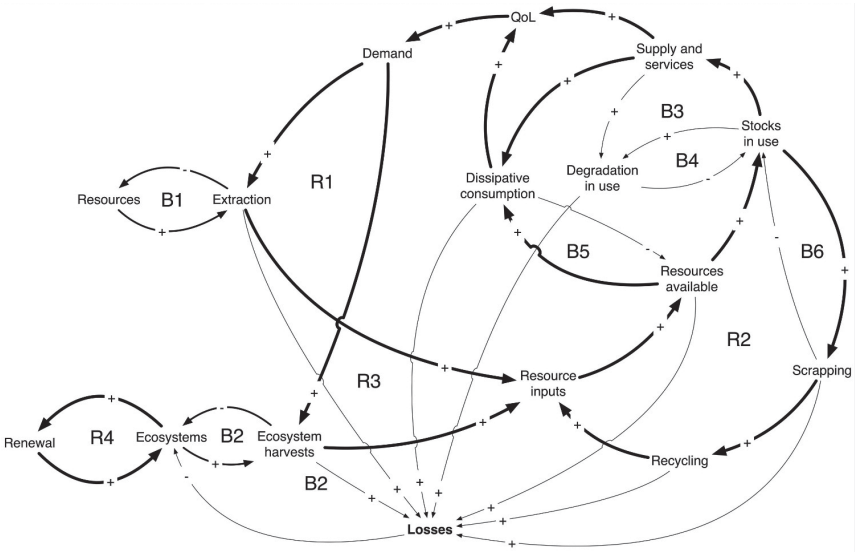 QoL
+
+
Demand
Supply and
services
+
+
+
+
B3
Stocks
in use
+
+
B4
+
-
Degradation
in use
-
Dissipative
consumption
R1
Resources
B1
Extraction
+
+
+
B5
-
-
B6
Resources
available
+
R2
+
+
Resource
inputs
Scrapping
R3
+
+
-
+
+
Renewal
R4
Ecosystems
B2
Ecosystem
harvests
+
+
Recycling
+
+
-
B2
+
+
+
+
+
+
Losses
+